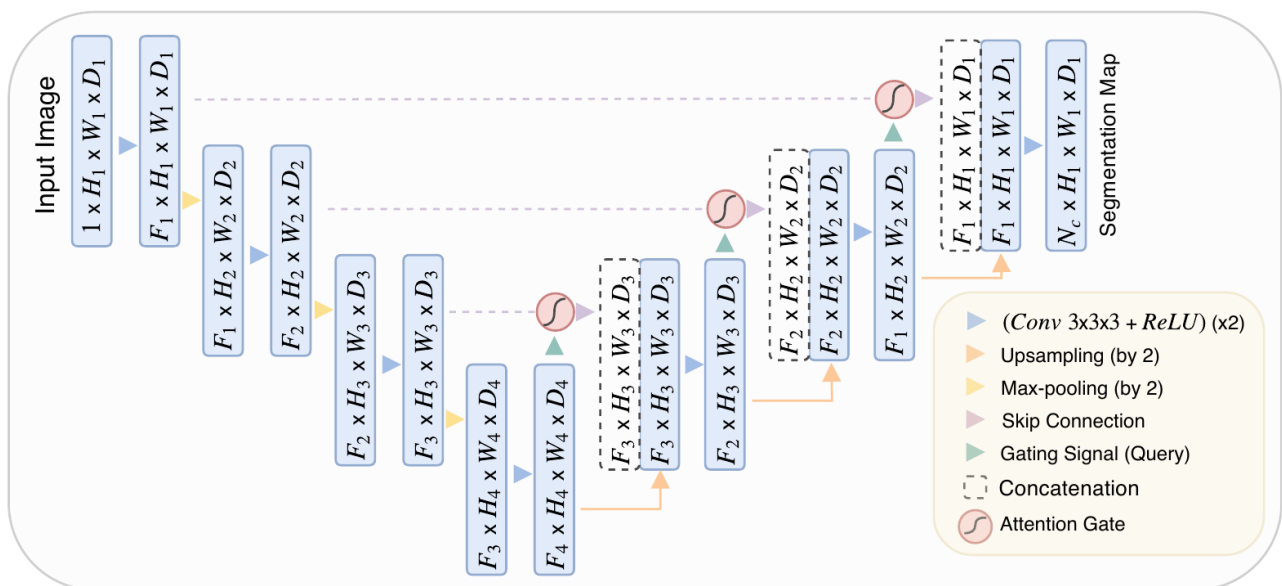 Input Image
1 x H₁ x W₁ x D₁
F₁ x H₁ x W₁ x D₁
F₁ x H₂ x W₂ x D₂
F₂ x H₂ x W₂ x D₂
F₂ x H₃ x W₃ x D₃
F₃ x H₃ x W₃ x D₃
F₃ x H₄ x W₄ x D₄
F₄ x H₄ x W₄ x D₄
F₃ x H₃ x W₃ x D₃
F₃ x H₃ x W₃ x D₃
F₂ x H₃ x W₃ x D₃
F₂ x H₂ x W₂ x D₂
F₂ x H₂ x W₂ x D₂
F₁ x H₂ x W₂ x D₂
F₁ x H₁ x W₁ x D₁
F₁ x H₁ x W₁ x D₁
N_c x H₁ x W₁ x D₁
Segmentation Map
(Conv 3x3x3 + ReLU) (x2)
Upsampling (by 2)
Max-pooling (by 2)
Skip Connection
Gating Signal (Query)
Concatenation
Attention Gate